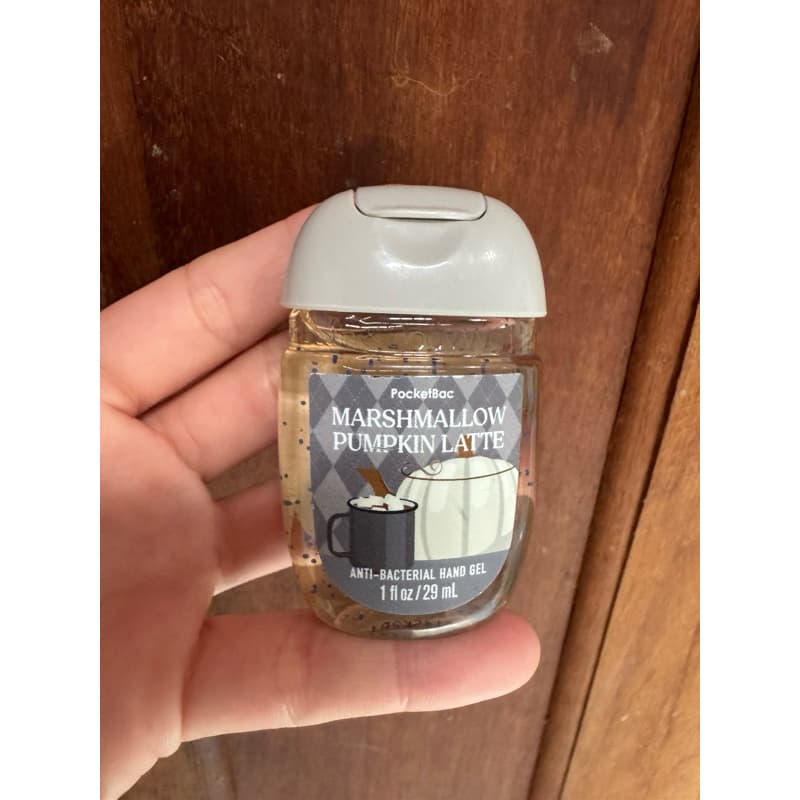 PocketBac
MARSHMALLOW
PUMPKIN LATTE
ANTI-BACTERIAL HAND GEL
1 fl oz / 29 mL